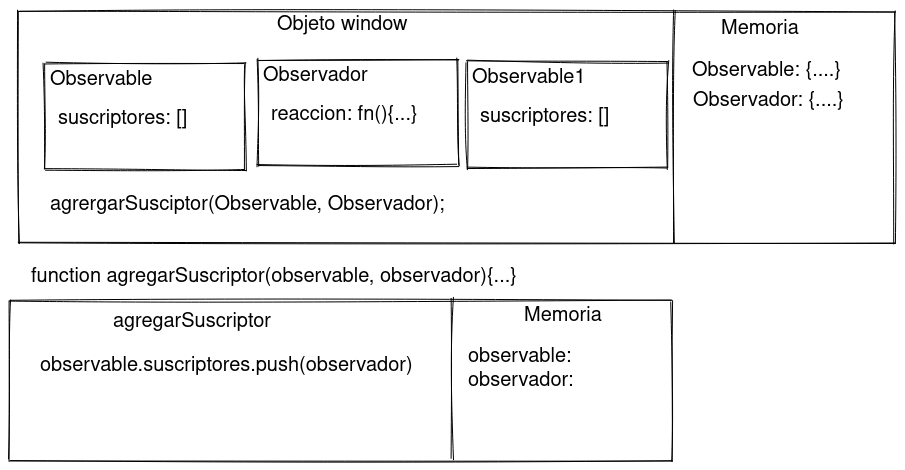 Objeto window
Memoria
Observable
suscriptores: []
Observador
reaccion: fn(){...}
Observable1
suscriptores: []
Observable: {....}
Observador: {....}
agrergarSusciptor(Observable, Observador);
function agregarSuscriptor(observable, observador){...}
agregarSuscriptor
Memoria
observable.suscriptores.push(observador)
observable:
observador: